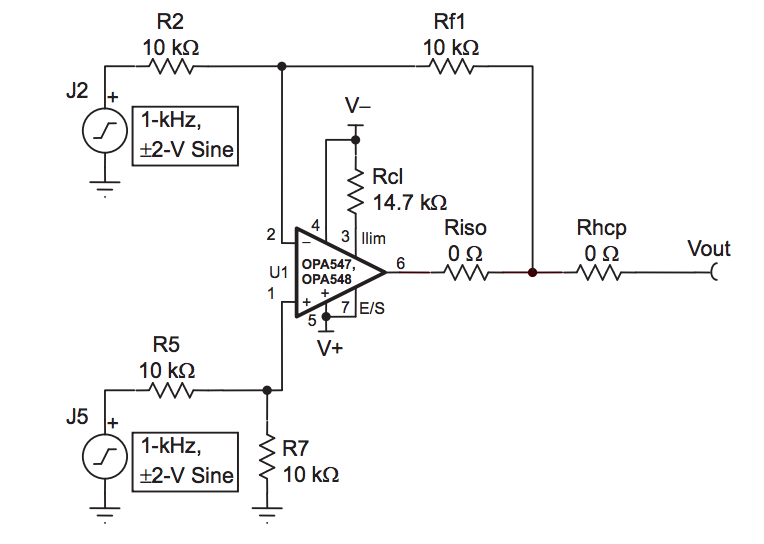 R2
10 kΩ
Rf1
10 kΩ
J2
+
1-kHz,
±2-V Sine
V–
Rcl
14.7 kΩ
2
4
3
Ilim
–
U1
OPA547,
OPA548
6
Riso
0 Ω
Rhcp
0 Ω
Vout
1
+
+
5
7
E/S
V+
R5
10 kΩ
J5
+
1-kHz,
±2-V Sine
R7
10 kΩ